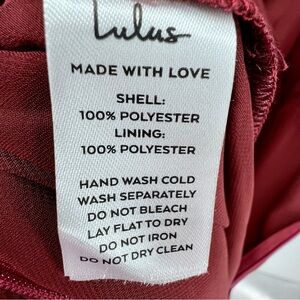 Lulus
MADE WITH LOVE
SHELL:
100% POLYESTER
LINING:
100% POLYESTER
HAND WASH COLD
WASH SEPARATELY
DO NOT BLEACH
LAY FLAT TO DRY
DO NOT IRON
DO NOT DRY CLEAN